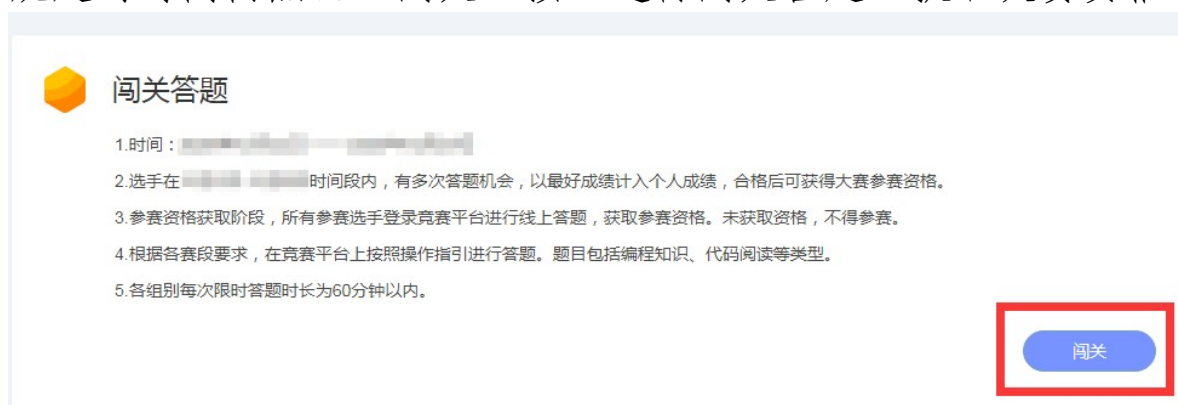 闯关答题
1.时间：
2.选手在时间段内，有多次答题机会，以最好成绩计入个人成绩，合格后可获得大赛参赛资格。
3.参赛资格获取阶段，所有参赛选手登录竞赛平台进行线上答题，获取参赛资格。未获取资格，不得参赛。
4.根据各赛段要求，在竞赛平台上按照操作指引进行答题。题目包括编程知识、代码阅读等类型。
5.各组别每次限时答题时长为60分钟以内。
闯关